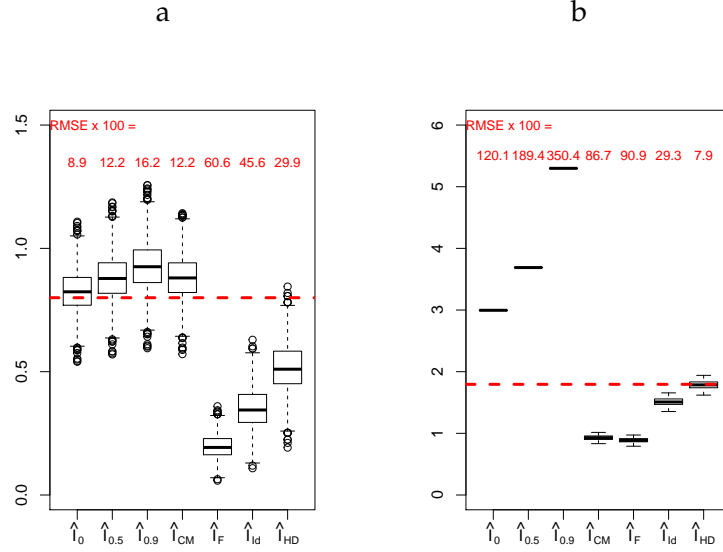 a
b
RMSE x 100 =
8.9 12.2 16.2 12.2 60.6 45.6 29.9
1.5
1.0
0.5
0.0
Î0 Î0.5 Î0.9 ÎCM ÎF ÎId ÎHD
RMSE x 100 =
120.1 189.4 350.4 86.7 90.9 29.3 7.9
6
5
4
3
2
1
0
Î0 Î0.5 Î0.9 ÎCM ÎF ÎId ÎHD